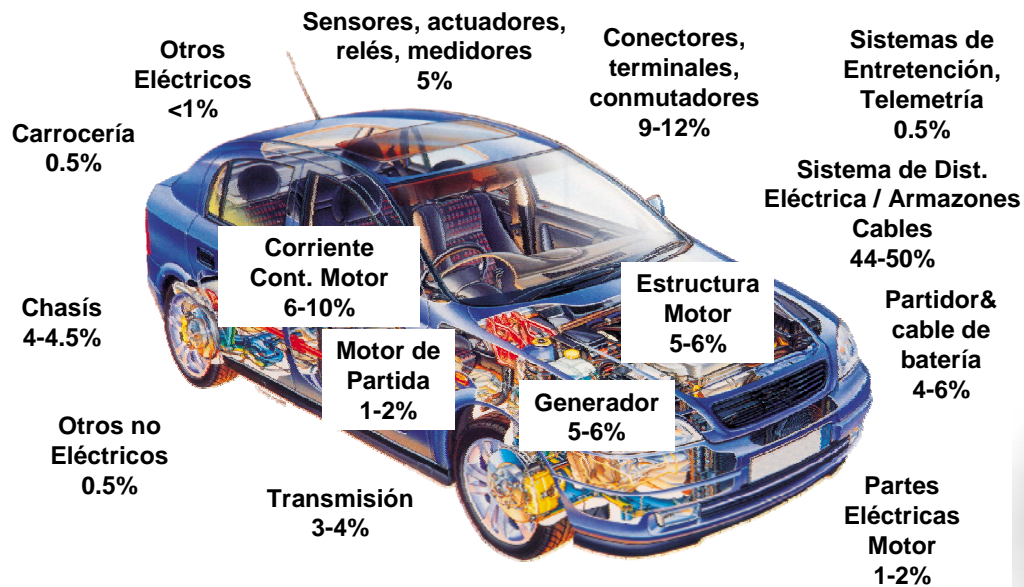 Otros
Eléctricos
<1%
Sensores, actuadores,
relés, medidores
5%
Conectores,
terminales,
conmutadores
9-12%
Sistemas de
Entretención,
Telemetría
0.5%
Carrocería
0.5%
Sistema de Dist.
Eléctrica / Armazones
Cables
44-50%
Corriente
Cont. Motor
6-10%
Estructura
Motor
5-6%
Chasís
4-4.5%
Partidor&
cable de
batería
4-6%
Motor de
Partida
1-2%
Generador
5-6%
Otros no
Eléctricos
0.5%
Transmisión
3-4%
Partes
Eléctricas
Motor
1-2%